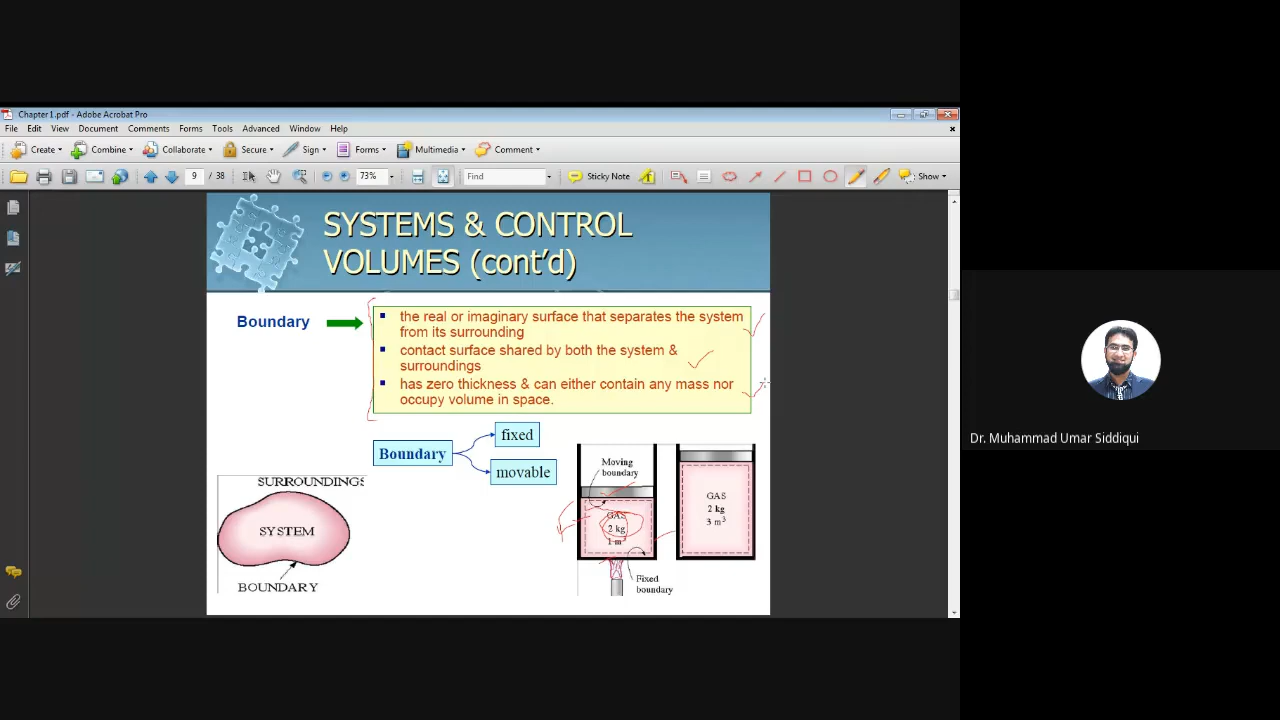 Chapter 1.pdf - Adobe Acrobat Pro
File Edit View Document Comments Forms Tools Advanced Window Help
Create Combine Collaborate Secure Sign Forms Multimedia Comment
9 / 38 73% Find Sticky Note Show
SYSTEMS & CONTROL
VOLUMES (cont'd)
Boundary
the real or imaginary surface that separates the system
from its surrounding
contact surface shared by both the system &
surroundings
has zero thickness & can either contain any mass nor
occupy volume in space.
Boundary
fixed
movable
SURROUNDINGS
SYSTEM
BOUNDARY
Moving
boundary
GAS
2 kg
1 m
Fixed
boundary
GAS
2 kg
3 m³
Dr. Muhammad Umar Siddiqui